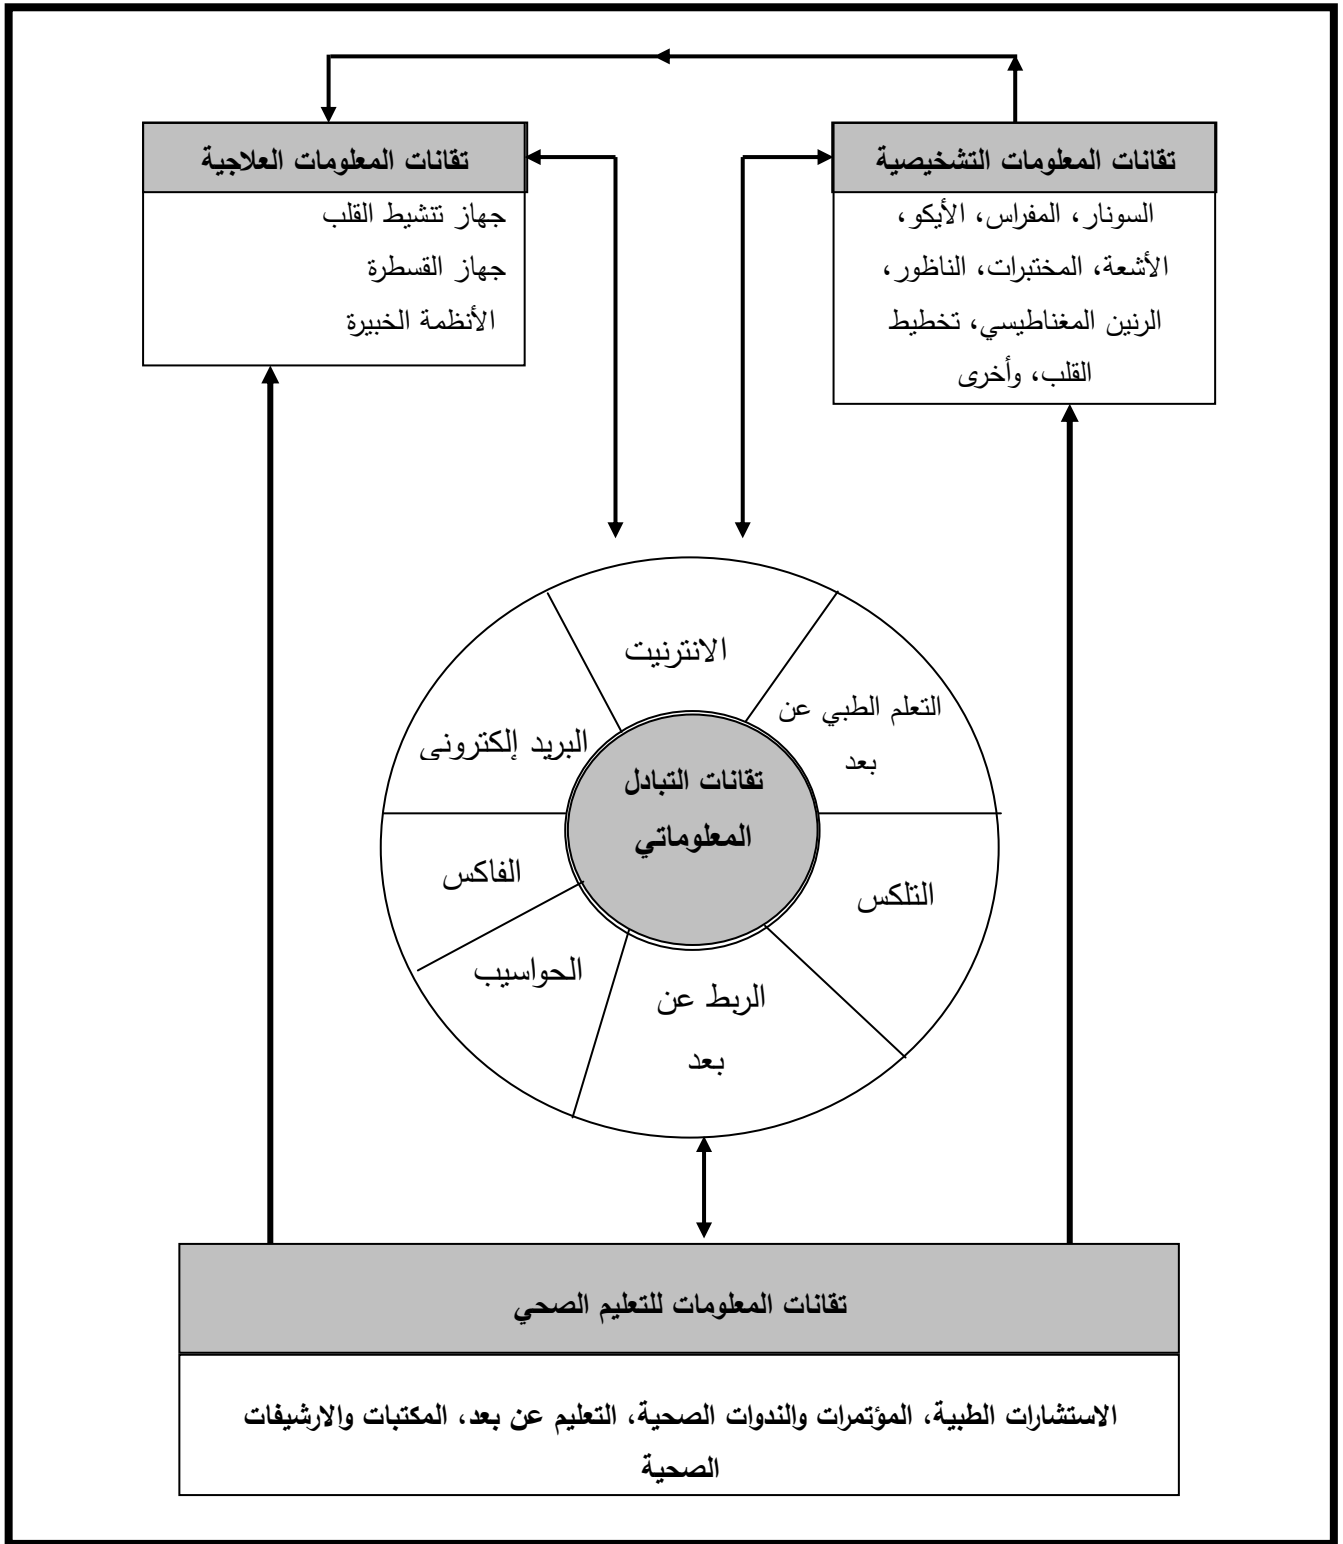 تقانات المعلومات التشخيصية
السونار، المفراس، الأيكو،
الأشعة، المختبرات، الناظور،
الرنين المغناطيسي، تخطيط
القلب، وأخرى
تقانات المعلومات العلاجية
جهاز تنشيط القلب
جهاز القسطرة
الأنظمة الخبيرة
الانترنيت
التعلم الطبي عن
بعد
البريد إلكتروني
تقانات التبادل
المعلوماتي
التلكس
الفاكس
الحواسيب
الربط عن
بعد
تقانات المعلومات للتعليم الصحي
الاستشارات الطبية، المؤتمرات والندوات الصحية، التعليم عن بعد، المكتبات والارشيفات
الصحية